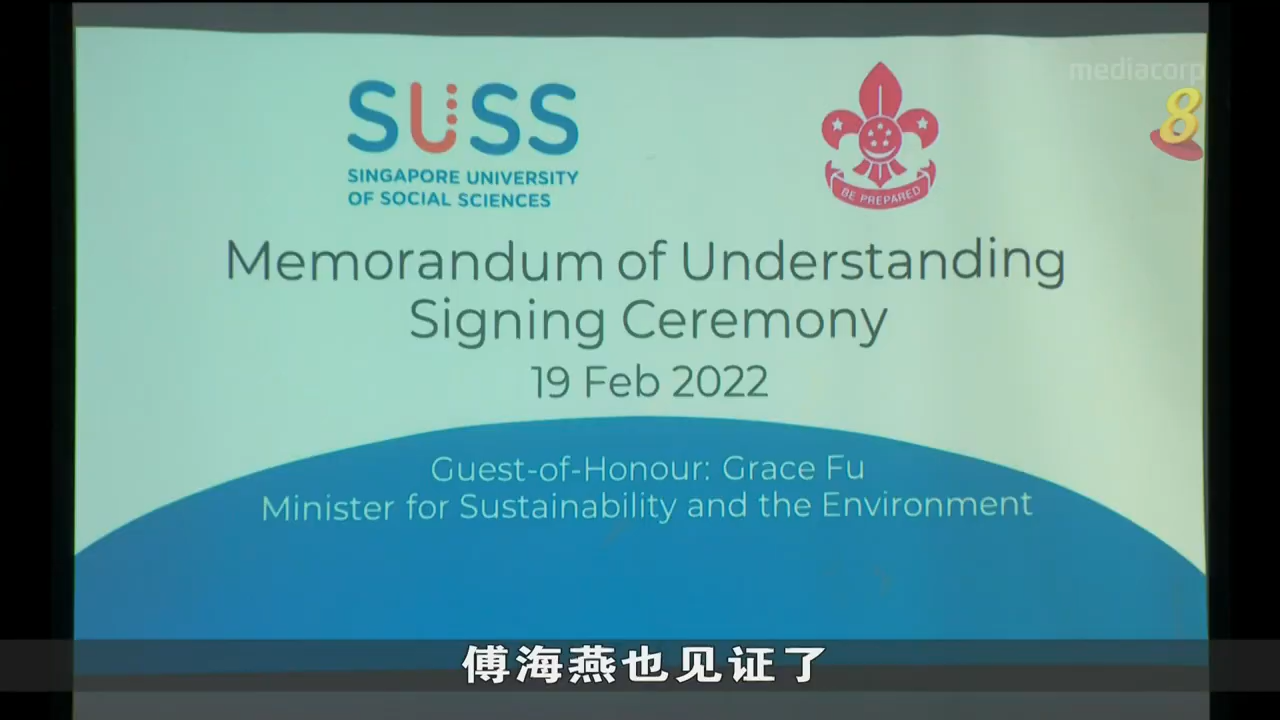 mediacorp
8
SUSS
SINGAPORE UNIVERSITY
OF SOCIAL SCIENCES
BE PREPARED
Memorandum of Understanding
Signing Ceremony
19 Feb 2022
Guest-of-Honour: Grace Fu
Minister for Sustainability and the Environment
傅海燕也见证了